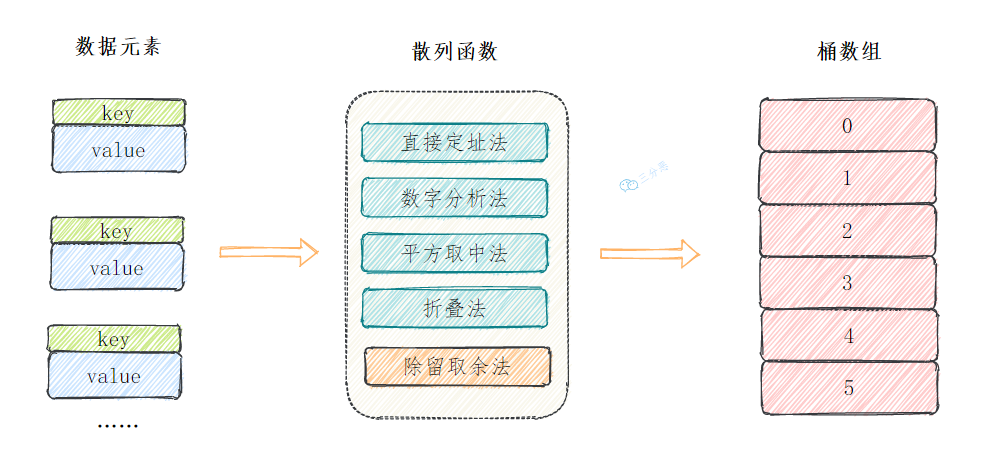 数据元素
key
value
key
value
key
value
……
散列函数
直接定址法
数字分析法
平方取中法
折叠法
除留取余法
三分恶
桶数组
0
1
2
3
4
5